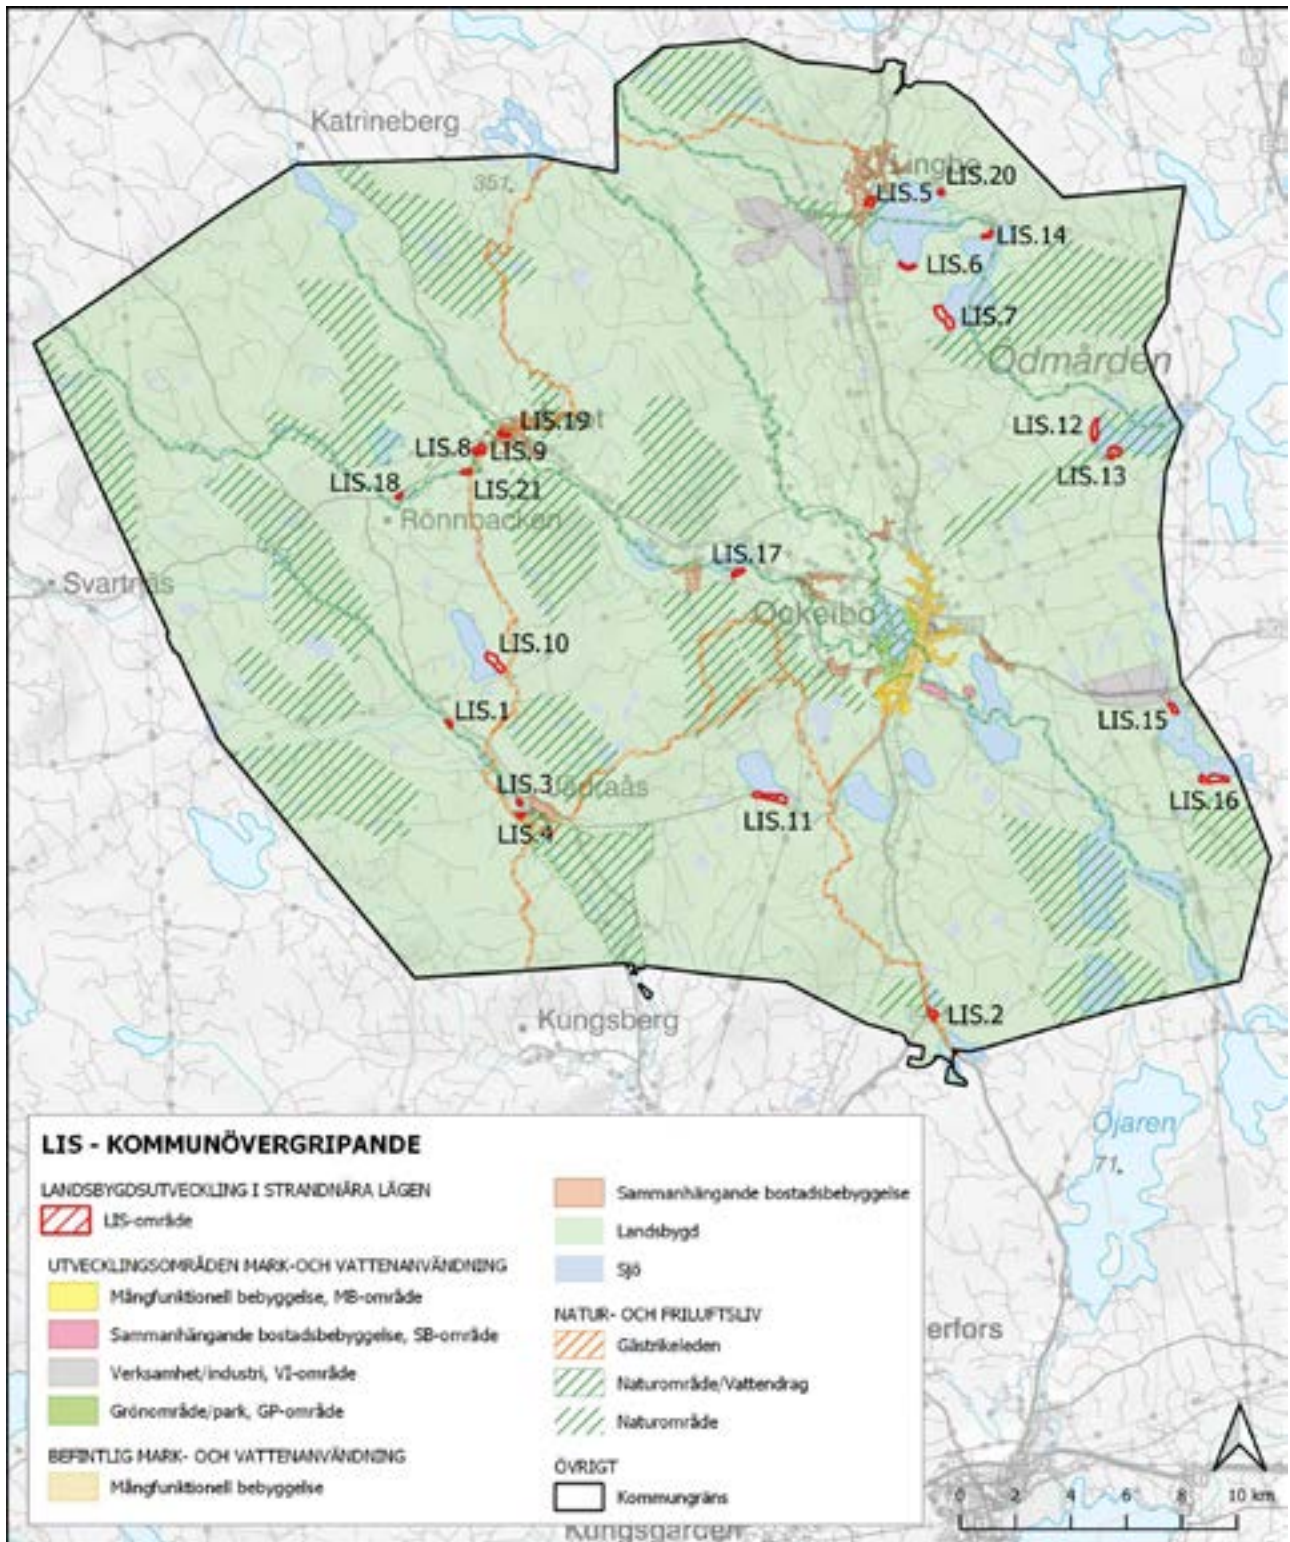 Katrineberg
351.
Lingbo
LIS.20
LIS.5
LIS.14
LIS.6
LIS.7
Ödmården
LIS.19
LIS.8
LIS.9
LIS.12
LIS.13
LIS.18
LIS.21
Rönnbacken
LIS.17
Svartnäs
Ockelbo
LIS.10
LIS.1
LIS.15
LIS.3
Jädraås
LIS.16
LIS.4
LIS.11
LIS.2
Kungsberg
Öjaren
71.
LIS - KOMMUNÖVERGRIPANDE
LANDSBYGDSUTVECKLING I STRANDNÄRA LÄGEN
LIS-område
UTVECKLINGSOMRÅDEN MARK-OCH VATTENANVÄNDNING
Mångfunktionell bebyggelse, MB-område
Sammanhängande bostadsbebyggelse, SB-område
Verksamhet/industri, VI-område
Grönområde/park, GP-område
BEFINTLIG MARK- OCH VATTENANVÄNDNING
Mångfunktionell bebyggelse
Sammanhängande bostadsbebyggelse
Landsbygd
Sjö
NATUR- OCH FRILUFTSLIV
Gästrikeleden
Naturområde/Vattendrag
Naturområde
ÖVRIGT
Kommungräns
erfors
0 2 4 6 8 10 km
Kungsgården